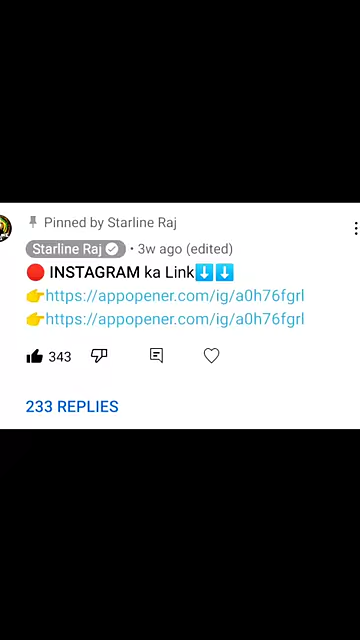 Pinned by Starline Raj
Starline Raj • 3w ago (edited)
🔴 INSTAGRAM ka Link⬇️⬇️
👉https://appopener.com/ig/a0h76fgrl
👉https://appopener.com/ig/a0h76fgrl
343
233 REPLIES